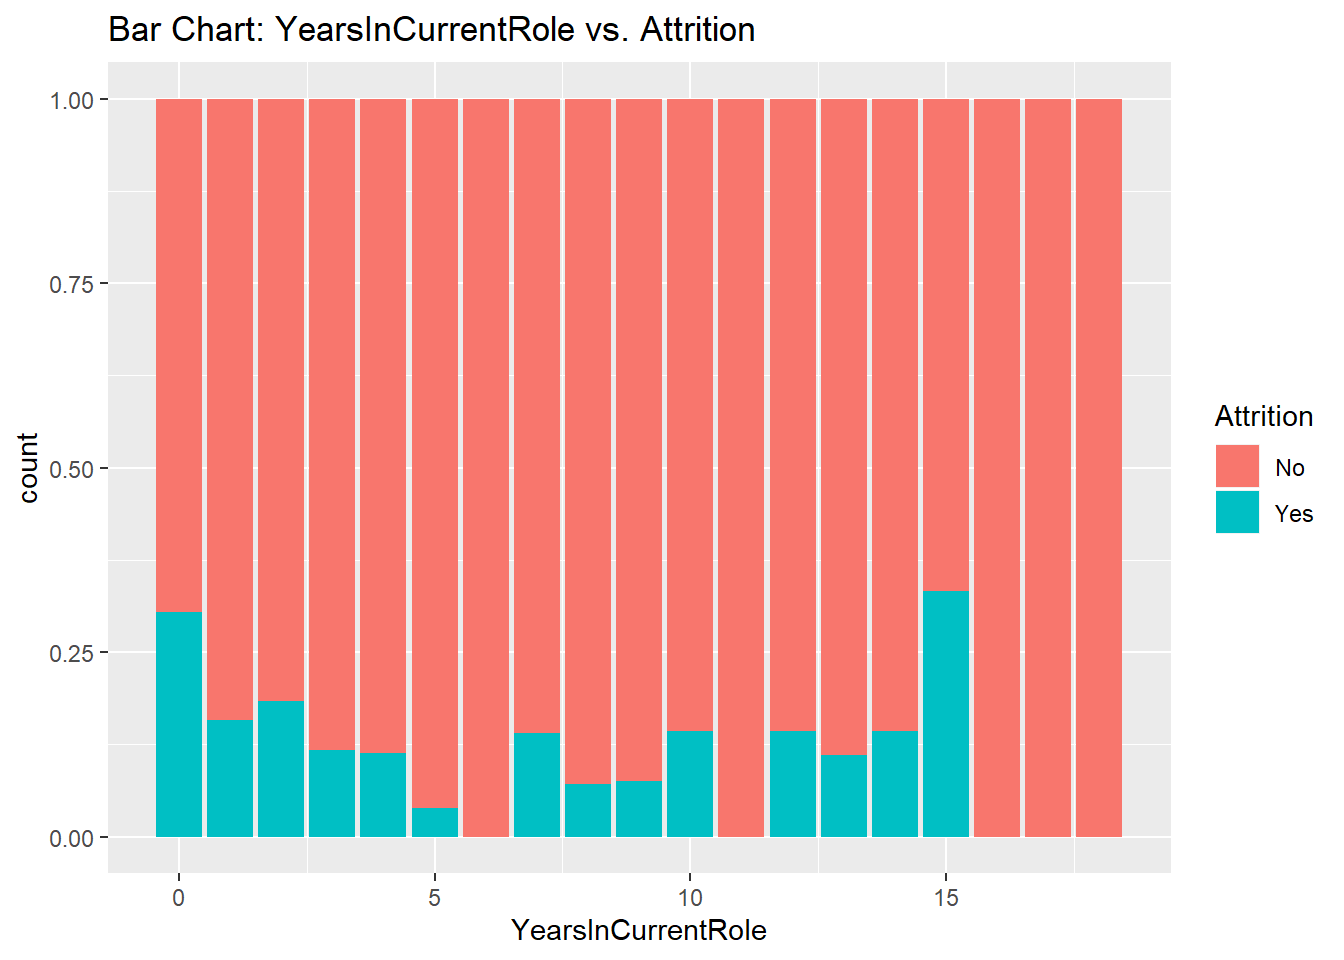 Bar Chart: YearsInCurrentRole vs. Attrition
1.00
0.75
0.50
0.25
0.00
count
0
5
10
15
YearsInCurrentRole
Attrition
No
Yes